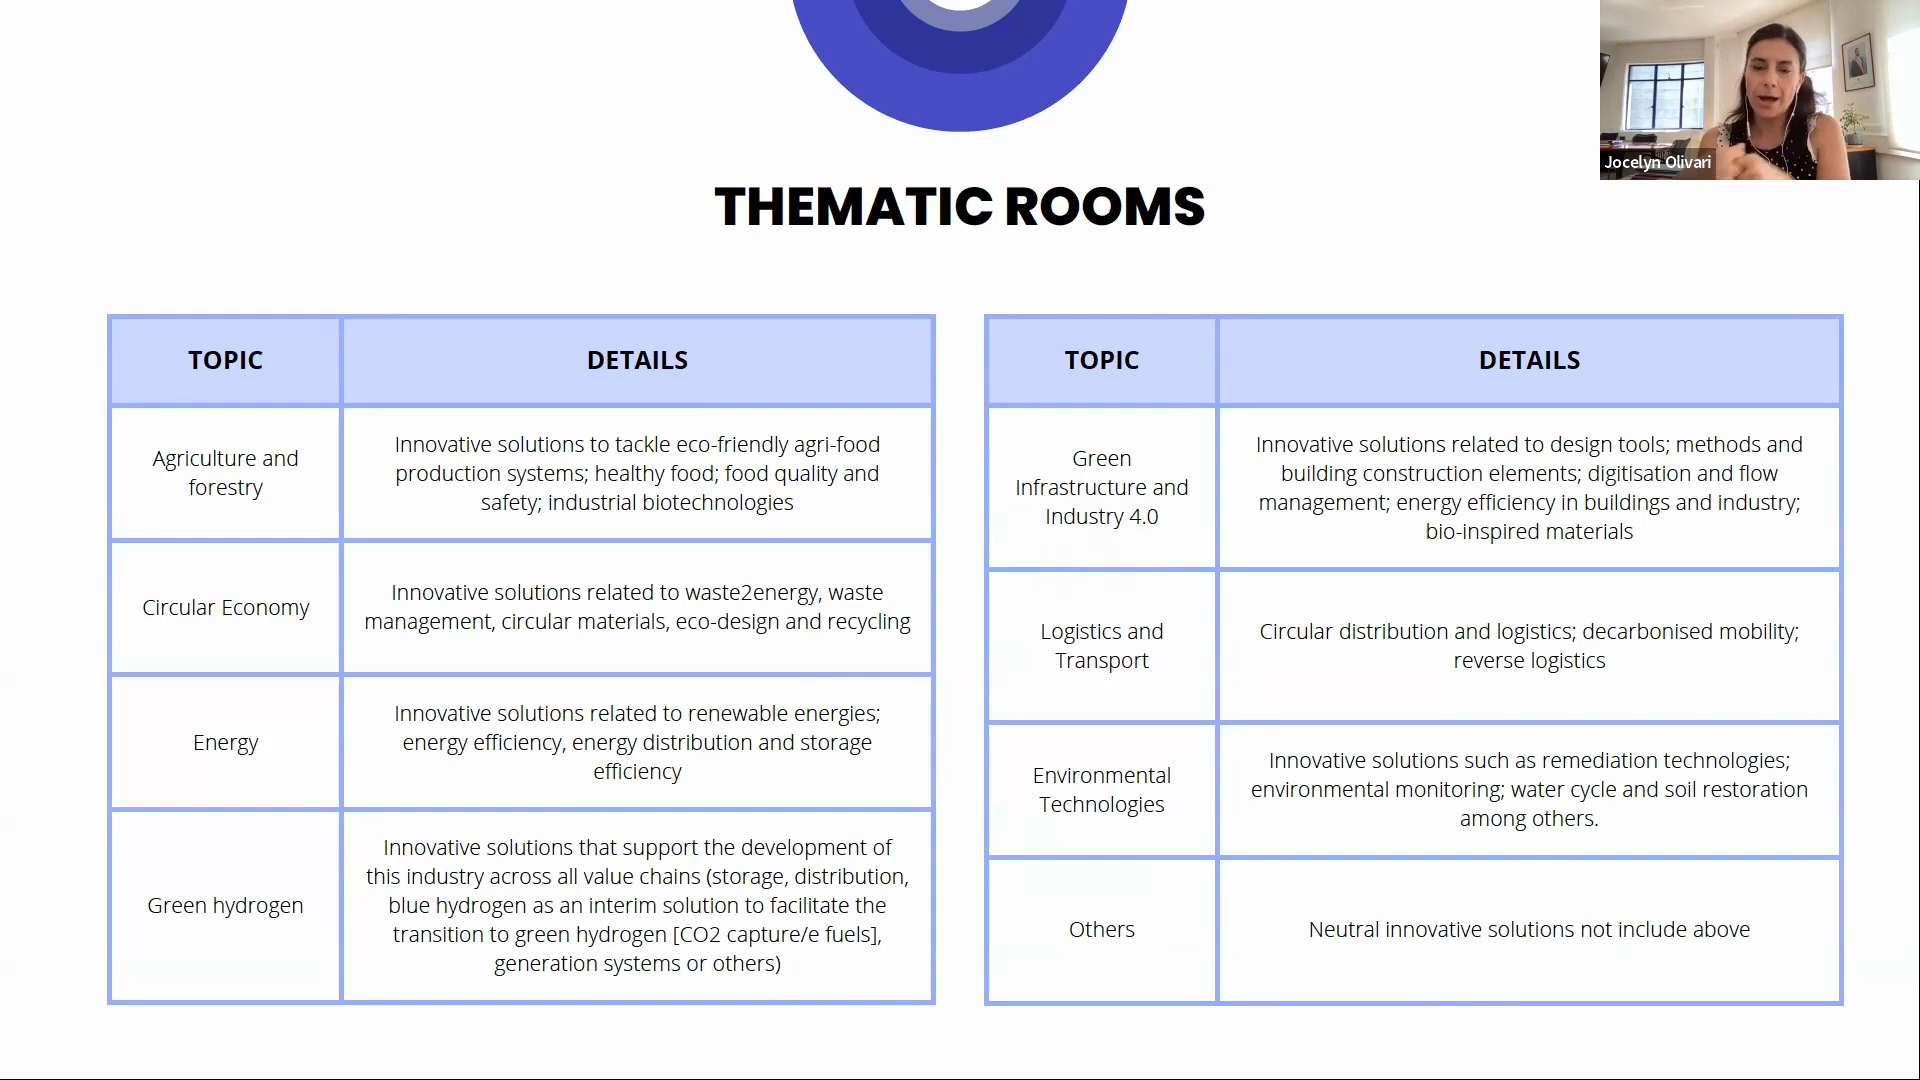 Jocelyn Olivari
THEMATIC ROOMS
TOPIC
DETAILS
Agriculture and
forestry
Innovative solutions to tackle eco-friendly agri-food
production systems; healthy food; food quality and
safety; industrial biotechnologies
Circular Economy
Innovative solutions related to waste2energy, waste
management, circular materials, eco-design and recycling
Energy
Innovative solutions related to renewable energies;
energy efficiency, energy distribution and storage
efficiency
Green hydrogen
Innovative solutions that support the development of
this industry across all value chains (storage, distribution,
blue hydrogen as an interim solution to facilitate the
transition to green hydrogen [CO2 capture/e fuels],
generation systems or others)
TOPIC
DETAILS
Green
Infrastructure and
Industry 4.0
Innovative solutions related to design tools; methods and
building construction elements; digitisation and flow
management; energy efficiency in buildings and industry;
bio-inspired materials
Logistics and
Transport
Circular distribution and logistics; decarbonised mobility;
reverse logistics
Environmental
Technologies
Innovative solutions such as remediation technologies;
environmental monitoring; water cycle and soil restoration
among others.
Others
Neutral innovative solutions not include above